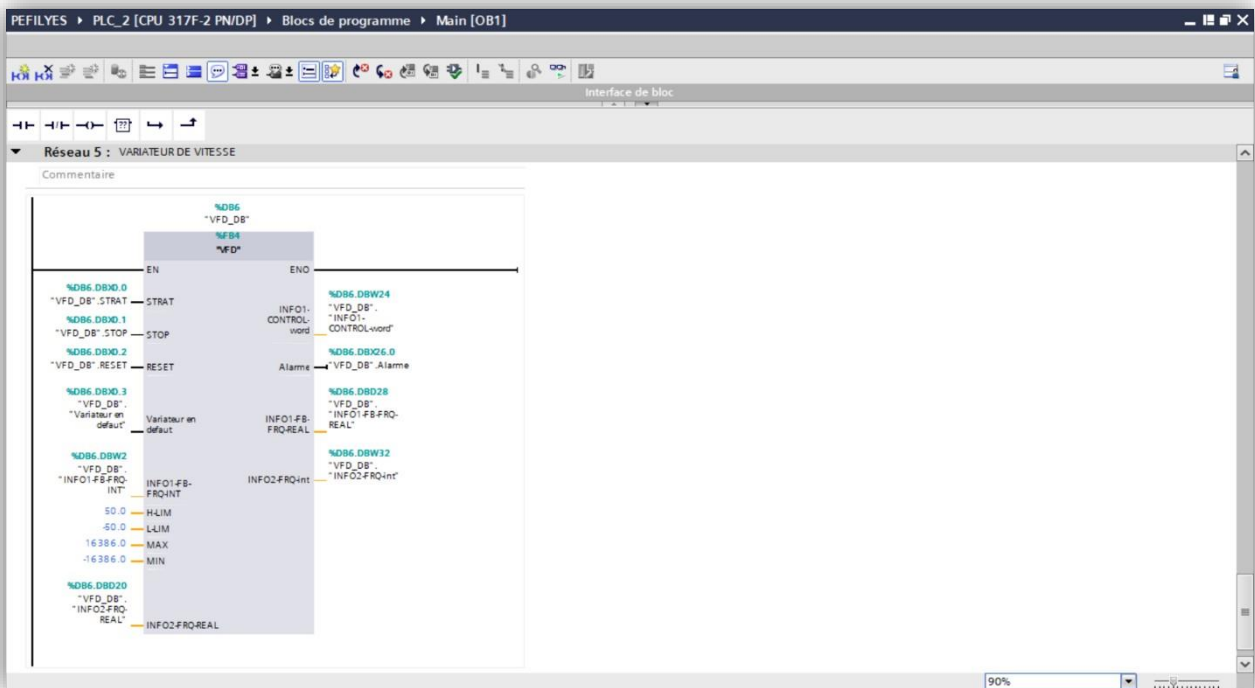 PEFILYES ▸ PLC_2 [CPU 317F-2 PN/DP] ▸ Blocs de programme ▸ Main [OB1]
Interface de bloc
Réseau 5 : VARIATEUR DE VITESSE
Commentaire
%DB6
"VFD_DB"
%FB4
"VFD"
EN ENO
%DB6.DBX0.0
"VFD_DB".STRAT STRAT
%DB6.DBX0.1
"VFD_DB".STOP STOP
%DB6.DBX0.2
"VFD_DB".RESET RESET
%DB6.DBX0.3
"VFD_DB".
"Variateur en
defaut"
Variateur en
defaut
%DB6.DBW2
"VFD_DB".
"INFO1-FB-FRQ-
INT"
INFO1-FB-
FRQ-INT
50.0 H-LIM
-50.0 L-LIM
16386.0 MAX
-16386.0 MIN
%DB6.DBD20
"VFD_DB".
"INFO2-FRQ-
REAL"
INFO2-FRQ-REAL
INFO1-
CONTROL-
word
%DB6.DBW24
"VFD_DB".
"INFO1-
CONTROL-word"
%DB6.DBX26.0
Alarme "VFD_DB".Alarme
INFO1-FB-
FRQ-REAL
%DB6.DBD28
"VFD_DB".
"INFO1-FB-FRQ-
REAL"
INFO2-FRQ-int
%DB6.DBW32
"VFD_DB".
"INFO2-FRQ-int"
90%